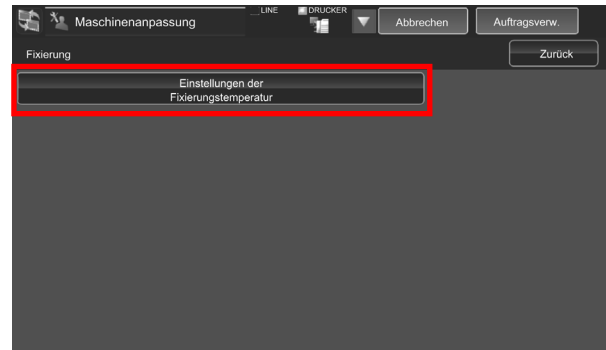 Maschinenanpassung
LINE
DRUCKER
Abbrechen
Auftragsverw.
Fixierung
Zurück
Einstellungen der
Fixierungstemperatur